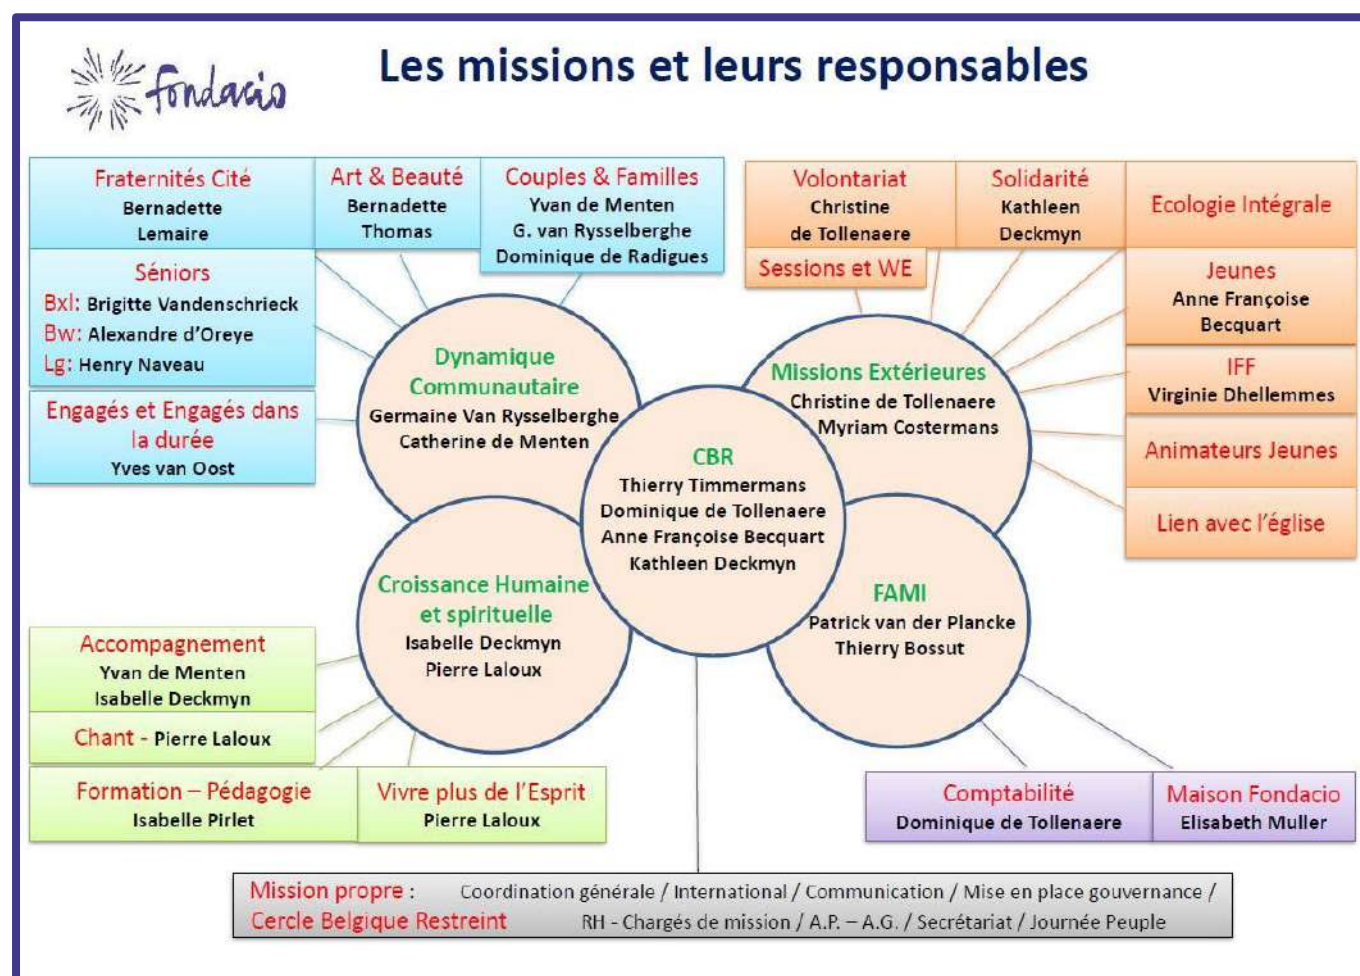 fondacio
Les missions et leurs responsables
Fraternités Cité
Bernadette
Lemaire
Art & Beauté
Bernadette
Thomas
Couples & Familles
Yvan de Menten
G. van Rysselberghe
Dominique de Radigues
Séniors
Bxl: Brigitte Vandenschrieck
Bw: Alexandre d'Oreye
Lg: Henry Naveau
Engagés et Engagés dans
la durée
Yves van Oost
Volontariat
Christine
de Tollenaere
Solidarité
Kathleen
Deckmyn
Ecologie Intégrale
Sessions et WE
Jeunes
Anne Françoise
Becquart
IFF
Virginie Dhellemmes
Animateurs Jeunes
Lien avec l'église
Dynamique
Communautaire
Germaine Van Rysselberghe
Catherine de Menten
Missions Extérieures
Christine de Tollenaere
Myriam Costermans
CBR
Thierry Timmermans
Dominique de Tollenaere
Anne Françoise Becquart
Kathleen Deckmyn
Croissance Humaine
et spirituelle
Isabelle Deckmyn
Pierre Laloux
FAMI
Patrick van der Plancke
Thierry Bossut
Accompagnement
Yvan de Menten
Isabelle Deckmyn
Chant - Pierre Laloux
Formation – Pédagogie
Isabelle Pirlet
Vivre plus de l'Esprit
Pierre Laloux
Comptabilité
Dominique de Tollenaere
Maison Fondacio
Elisabeth Muller
Mission propre : Coordination générale / International / Communication / Mise en place gouvernance /
Cercle Belgique Restreint RH - Chargés de mission / A.P. – A.G. / Secrétariat / Journée Peuple